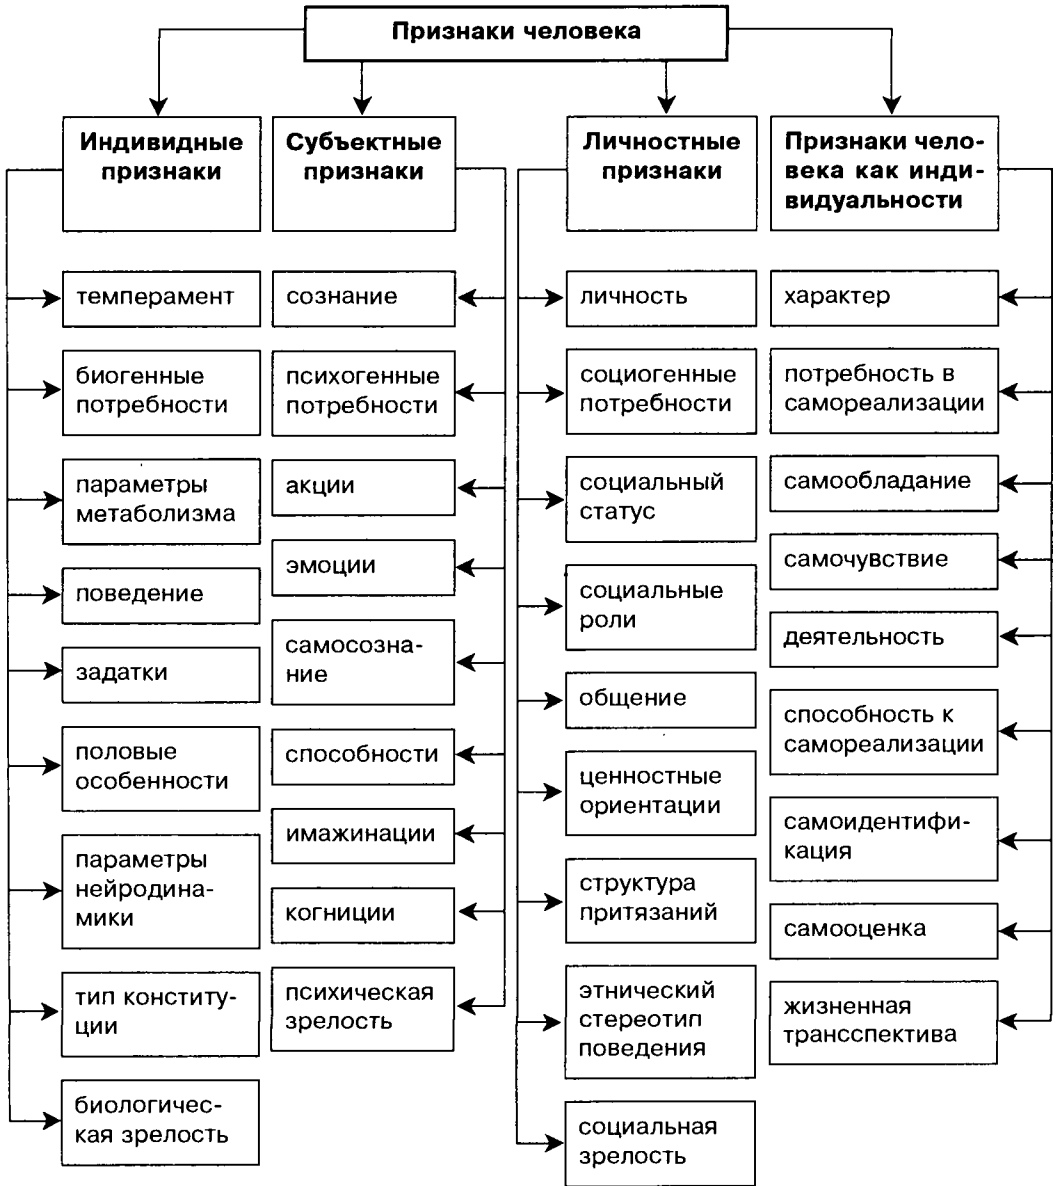 Признаки человека
Индивидные
признаки
темперамент
биогенные
потребности
параметры
метаболизма
поведение
задатки
половые
особенности
параметры
нейродина-
мики
тип конститу-
ции
биологичес-
кая зрелость
Субъектные
признаки
сознание
психогенные
потребности
акции
эмоции
самосозна-
ние
способности
имажинации
когниции
психическая
зрелость
Личностные
признаки
личность
социогенные
потребности
социальный
статус
социальные
роли
общение
ценностные
ориентации
структура
притязаний
этнический
стереотип
поведения
социальная
зрелость
Признаки чело-
века как инди-
видуальности
характер
потребность в
самореализации
самообладание
самочувствие
деятельность
способность к
самореализации
самоидентифи-
кация
самооценка
жизненная
трансспектива